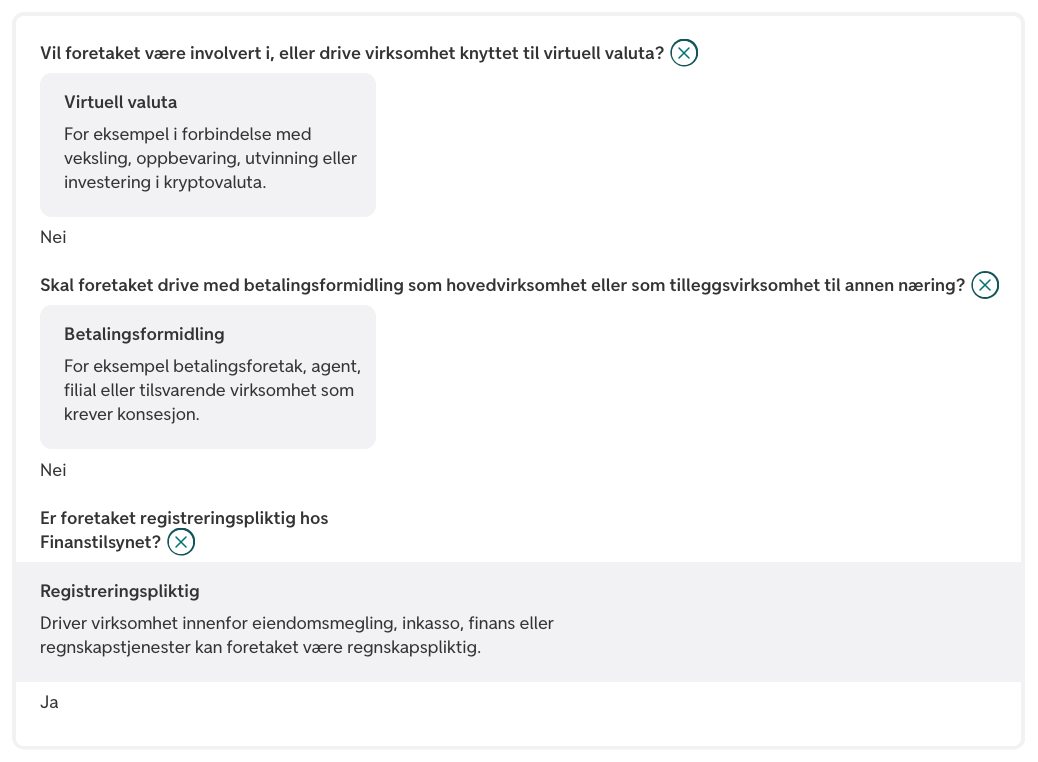 Vil foretaket være involvert i, eller drive virksomhet knyttet til virtuell valuta?
Virtuell valuta
For eksempel i forbindelse med
veksling, oppbevaring, utvinning eller
investering i kryptovaluta.
Nei
Skal foretaket drive med betalingsformidling som hovedvirksomhet eller som tilleggsvirksomhet til annen næring?
Betalingsformidling
For eksempel betalingsforetak, agent,
filial eller tilsvarende virksomhet som
krever konsesjon.
Nei
Er foretaket registreringspliktig hos
Finanstilsynet?
Registreringspliktig
Driver virksomhet innenfor eiendomsmegling, inkasso, finans eller
regnskapstjenester kan foretaket være regnskapspliktig.
Ja